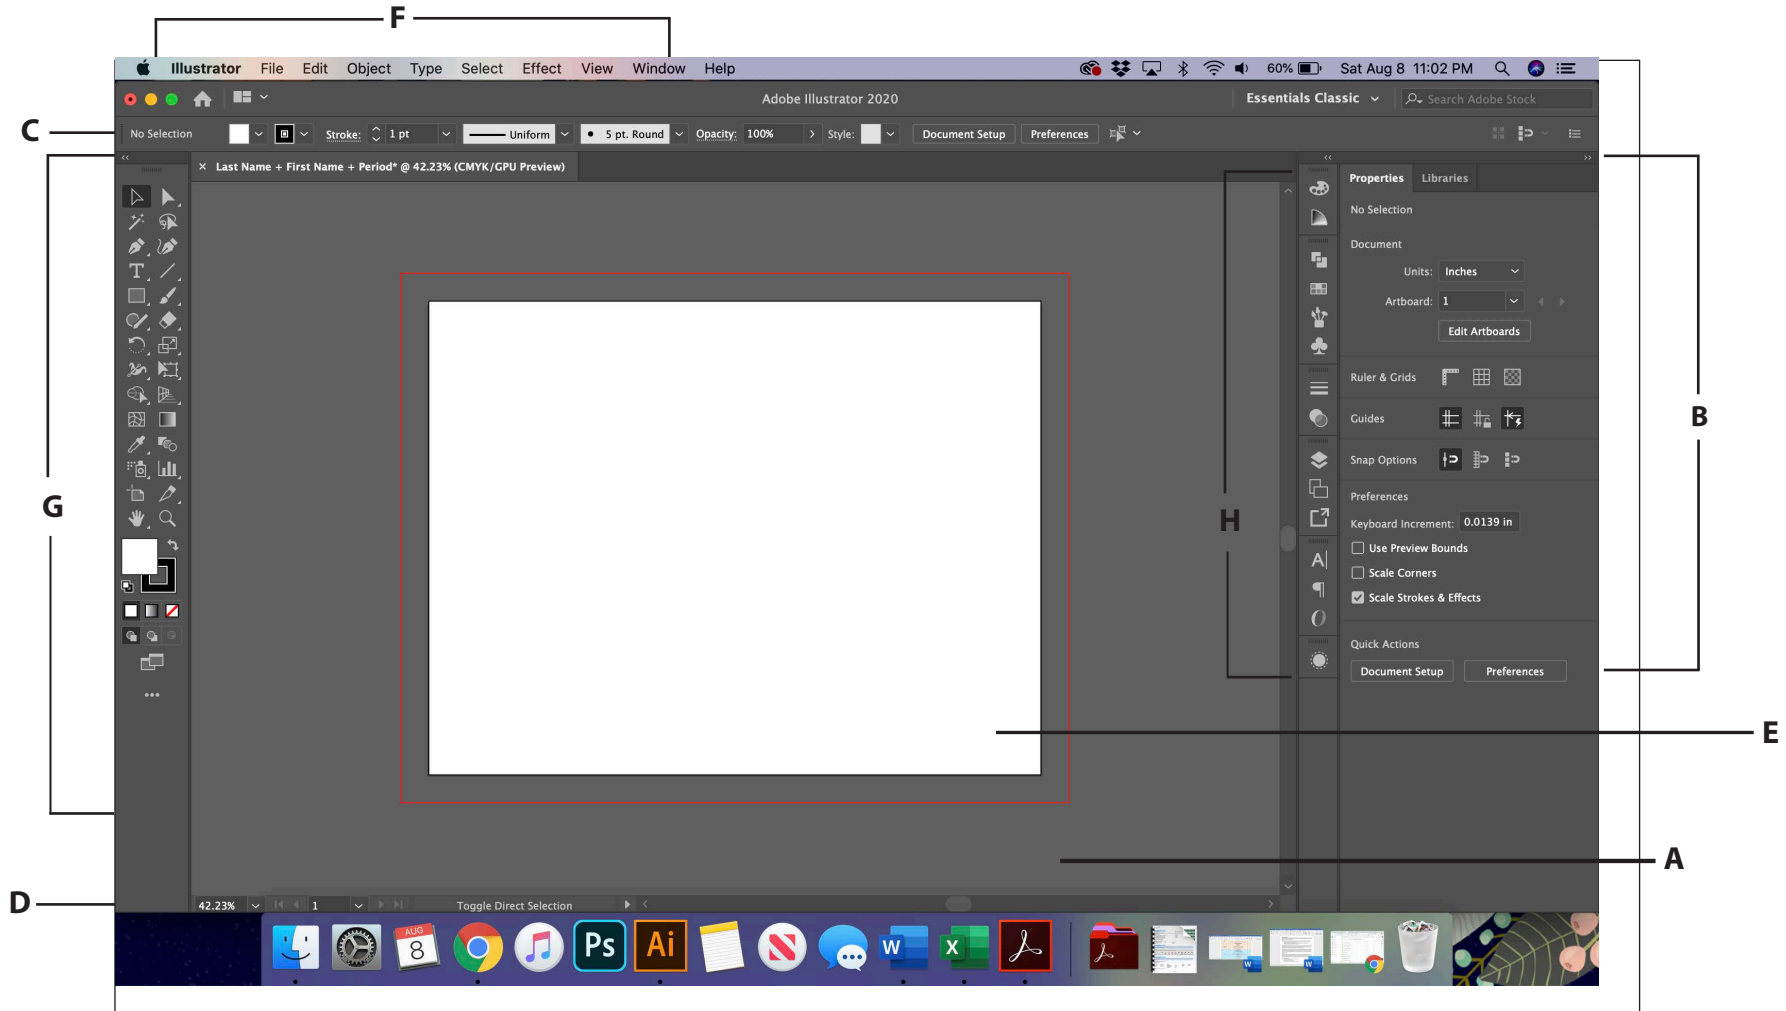 F
Illustrator File Edit Object Type Select Effect View Window Help 60% Sat Aug 8 11:02 PM
Adobe Illustrator 2020 Essentials Classic Search Adobe Stock
C
No Selection Stroke: 1 pt Uniform 5 pt. Round Opacity: 100% Style: Document Setup Preferences
× Last Name + First Name + Period* @ 42.23% (CMYK/GPU Preview)
Properties Libraries
No Selection
Document
Units: Inches
Artboard: 1
Edit Artboards
Ruler & Grids
Guides
B
Snap Options
Preferences
G
H
Keyboard Increment: 0.0139 in
Use Preview Bounds
Scale Corners
Scale Strokes & Effects
Quick Actions
Document Setup Preferences
E
A
D
42.23% 1 Toggle Direct Selection
AUG
8
Ps
Ai
W
X
W
W